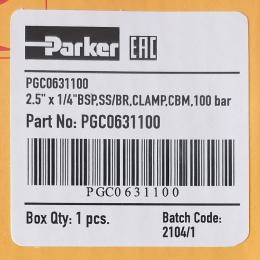 Parker EAC
PGC0631100
2.5" x 1/4"BSP,SS/BR,CLAMP,CBM,100 bar
Part No: PGC0631100
PGC0631100
Box Qty: 1 pcs.
Batch Code:
2104/1